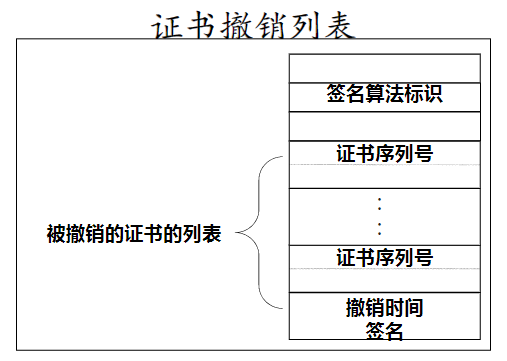 证书撤销列表
签名算法标识
证书序列号
:
:
被撤销的证书的列表
证书序列号
撤销时间
签名